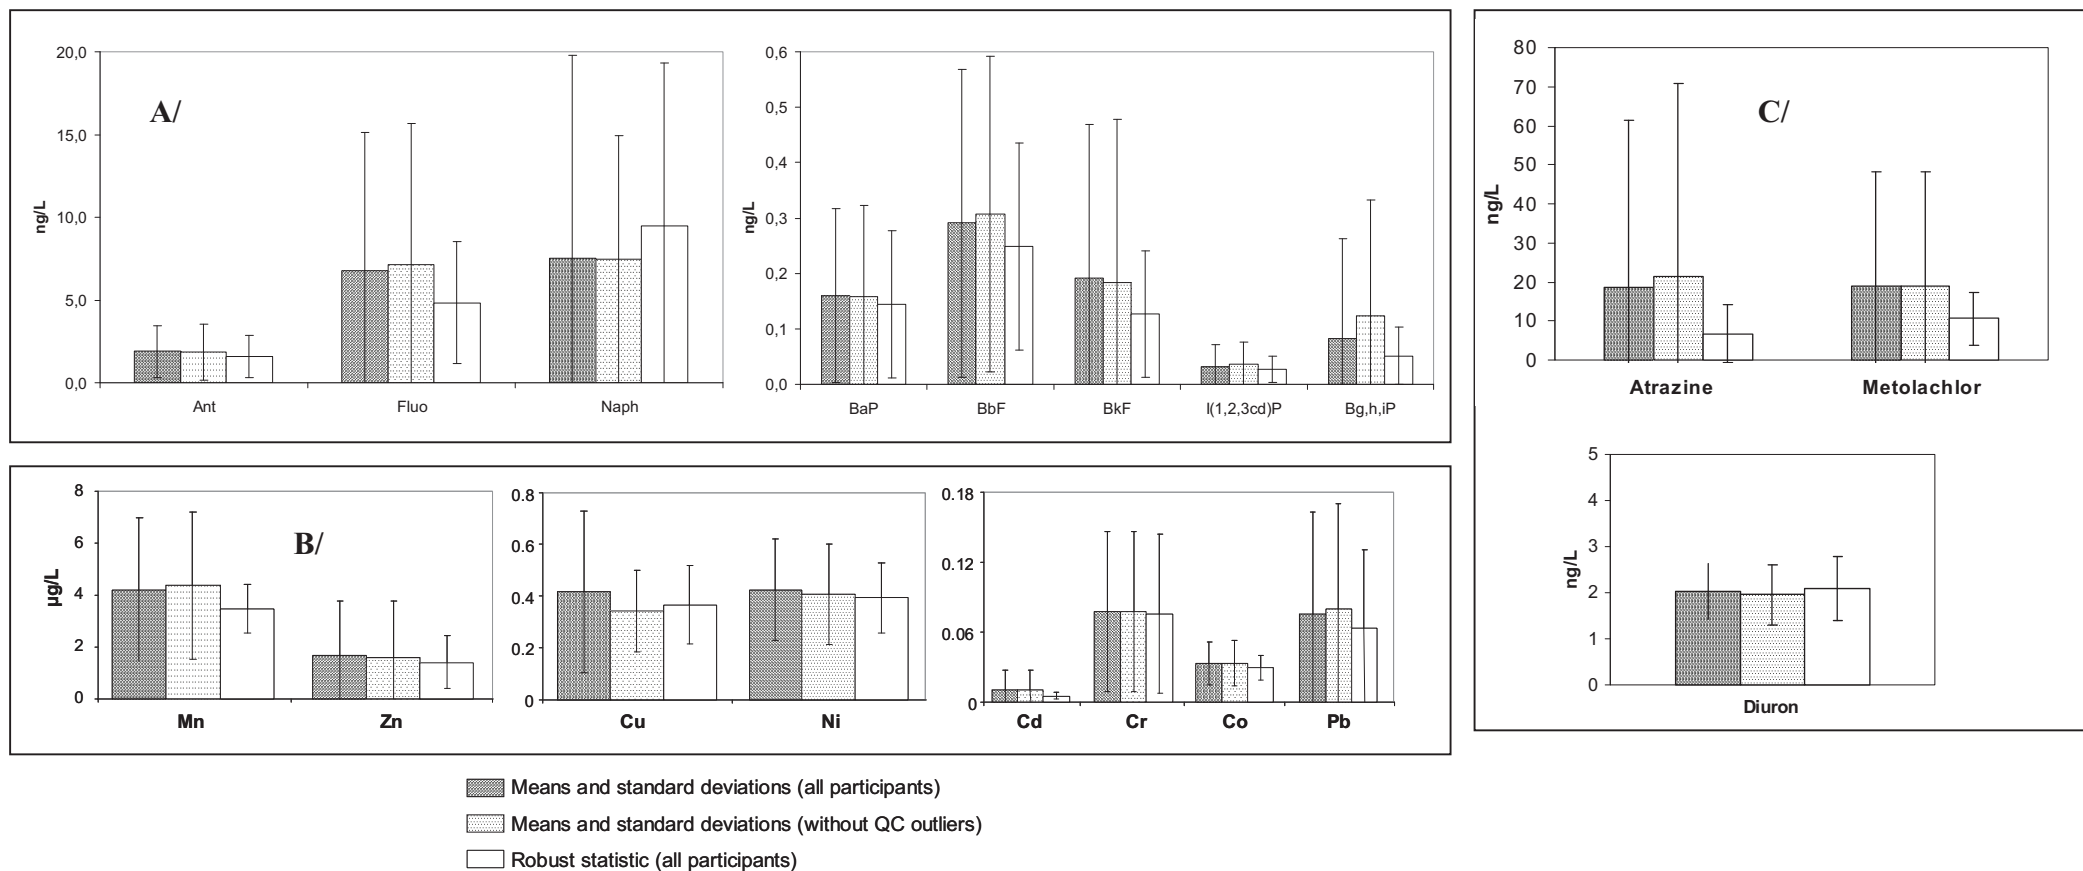 A/
20,0
15,0
10,0
5,0
0,0
ng/L
Ant Fluo Naph
0,6
0,5
0,4
0,3
0,2
0,1
0,0
ng/L
BaP BbF BkF I(1,2,3cd)P Bg,h,iP
C/
80
70
60
50
40
30
20
10
0
ng/L
Atrazine Metolachlor
5
4
3
2
1
0
ng/L
Diuron
B/
8
6
4
2
0
µg/L
Mn Zn
0.8
0.6
0.4
0.2
0
Cu Ni
0.18
0.12
0.06
0
Cd Cr Co Pb
Means and standard deviations (all participants)
Means and standard deviations (without QC outliers)
Robust statistic (all participants)